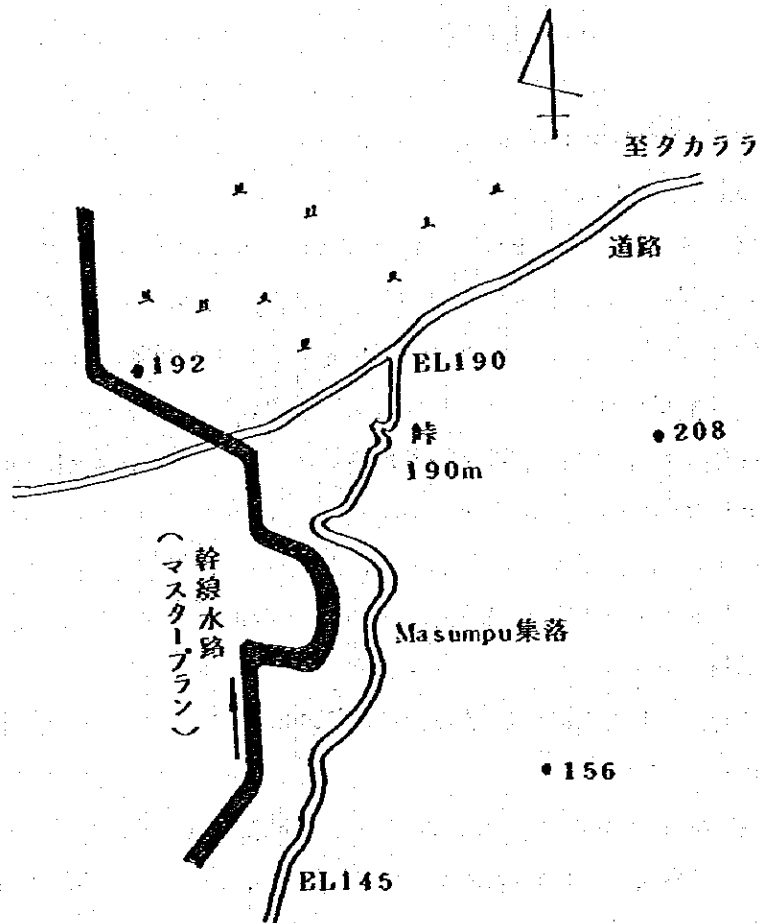 至タカララ
道路
192
EL190
峠
190m
208
幹線水路
（マスタープラン）
Masumpu集落
156
EL145